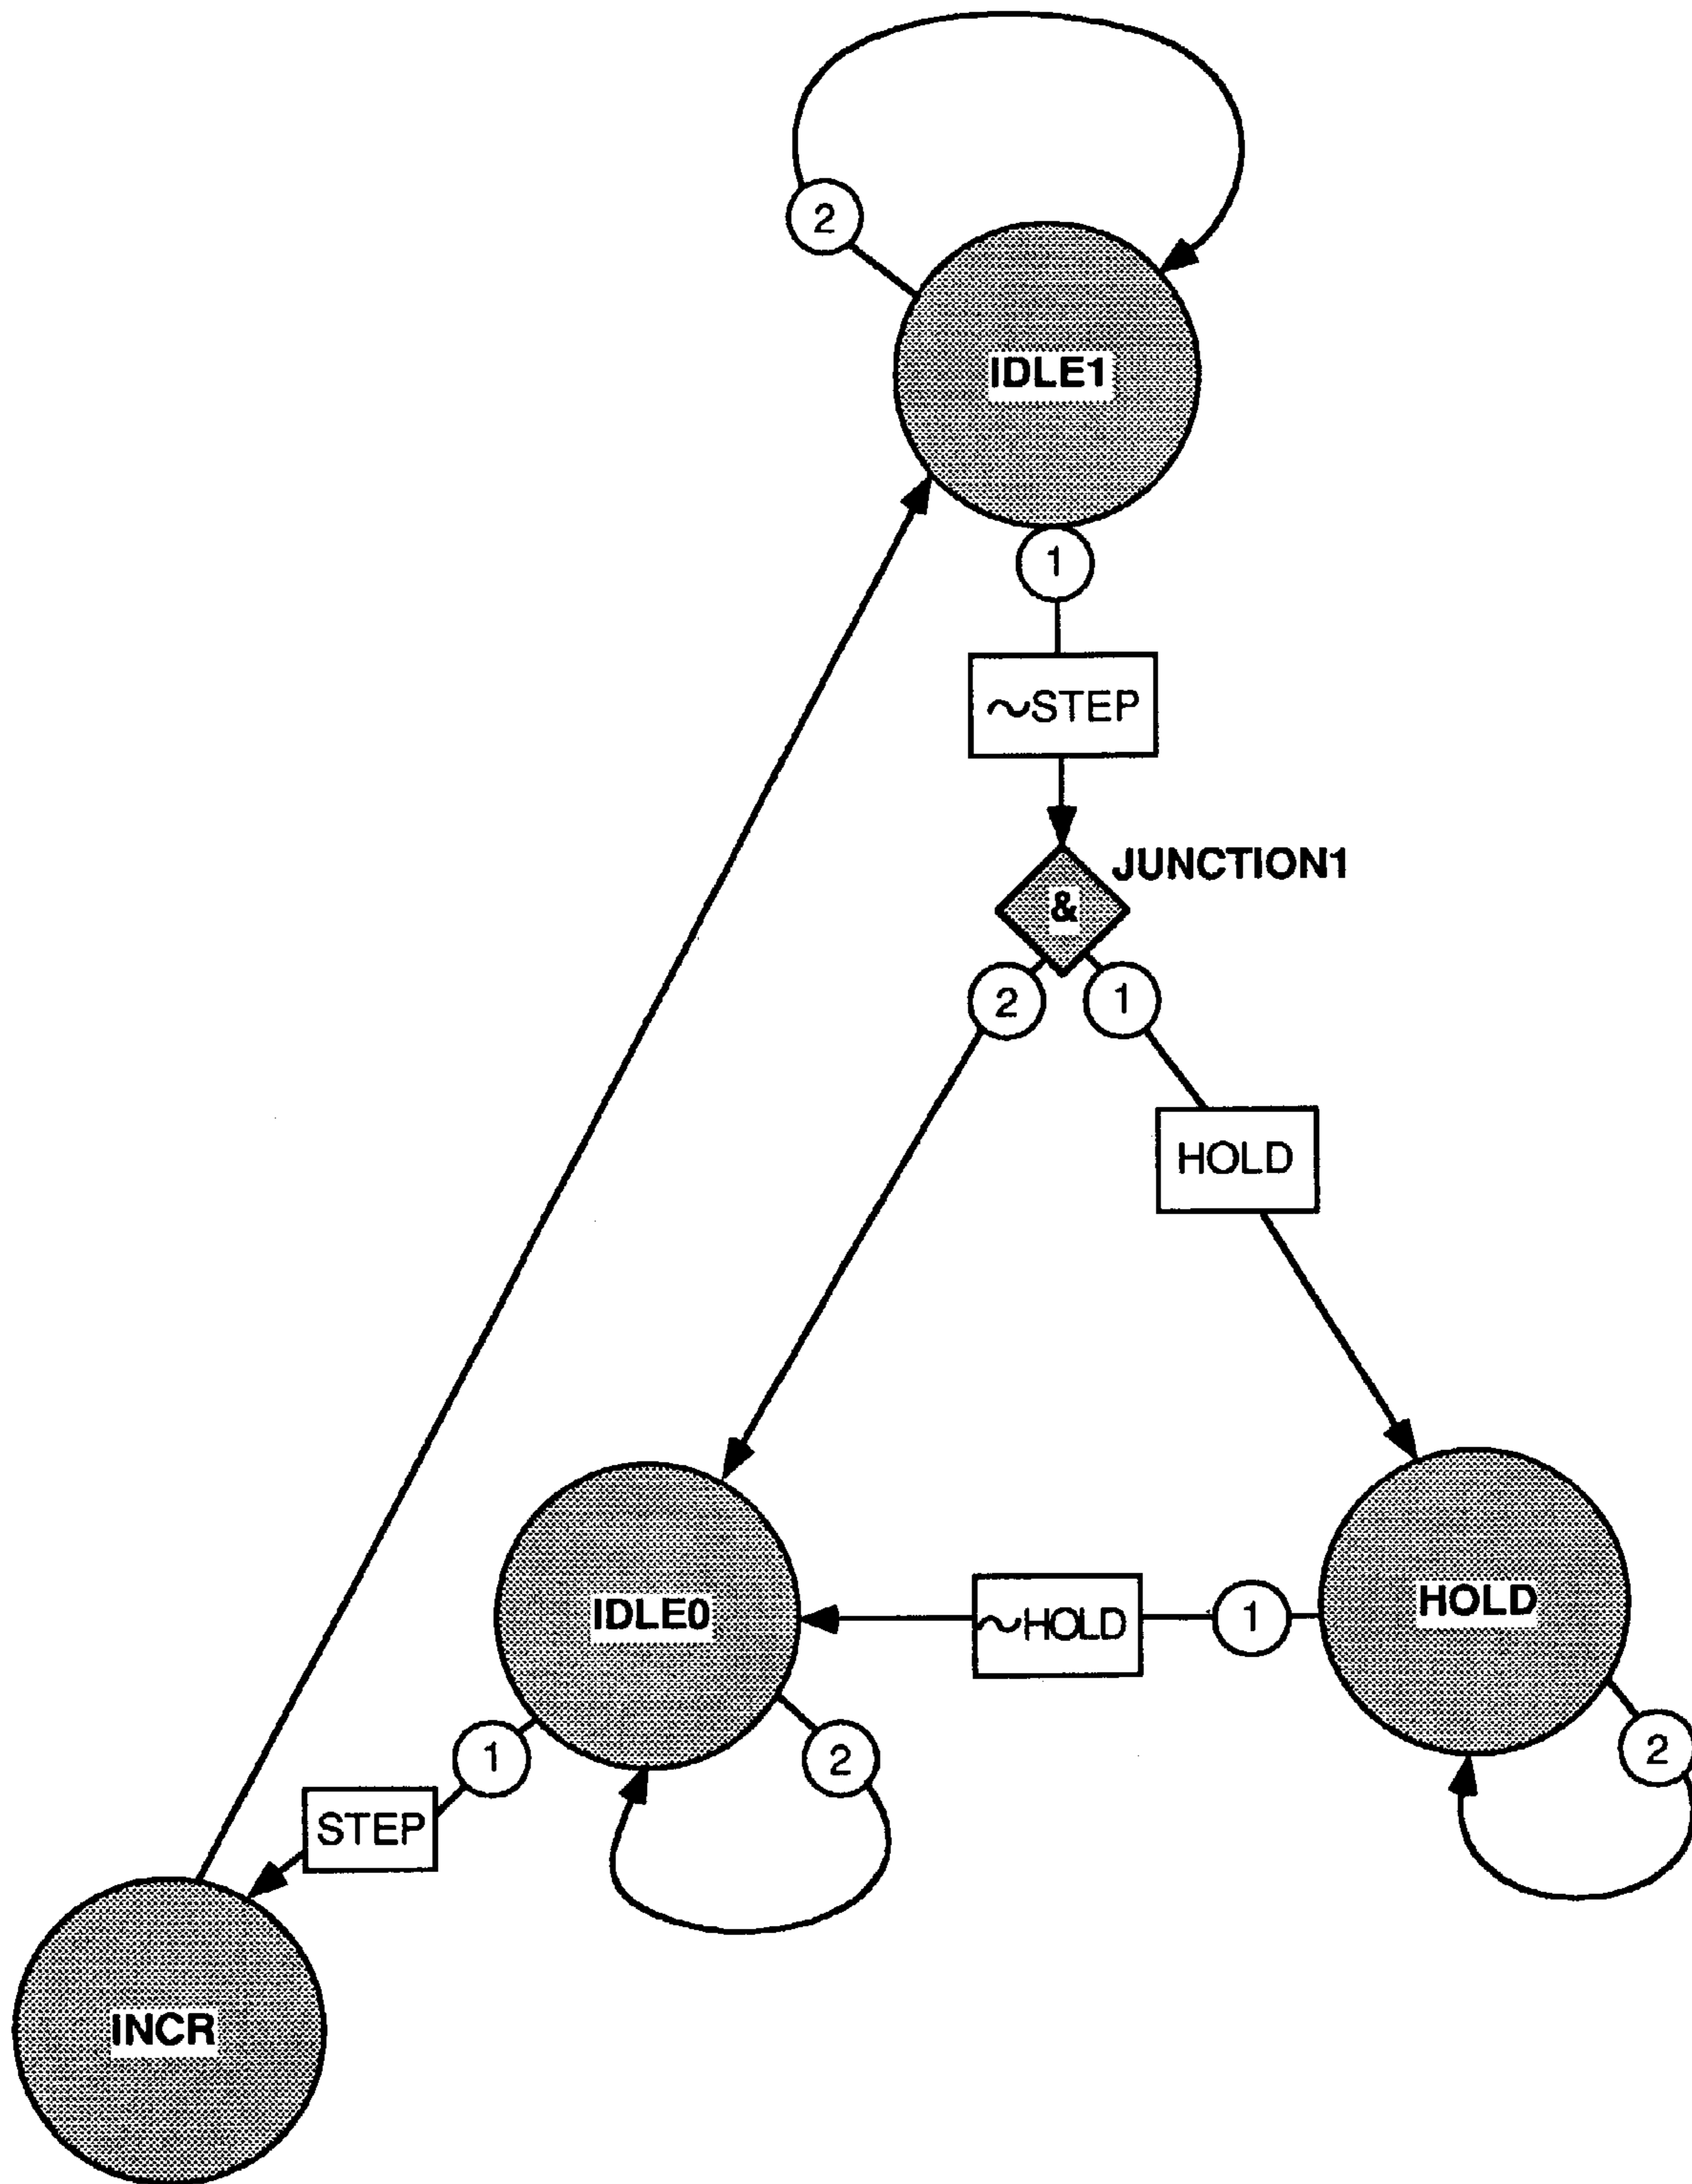 2
IDLE1
1
~STEP
JUNCTION1
&
2
1
HOLD
IDLE0
~HOLD
1
HOLD
1
2
2
STEP
INCR